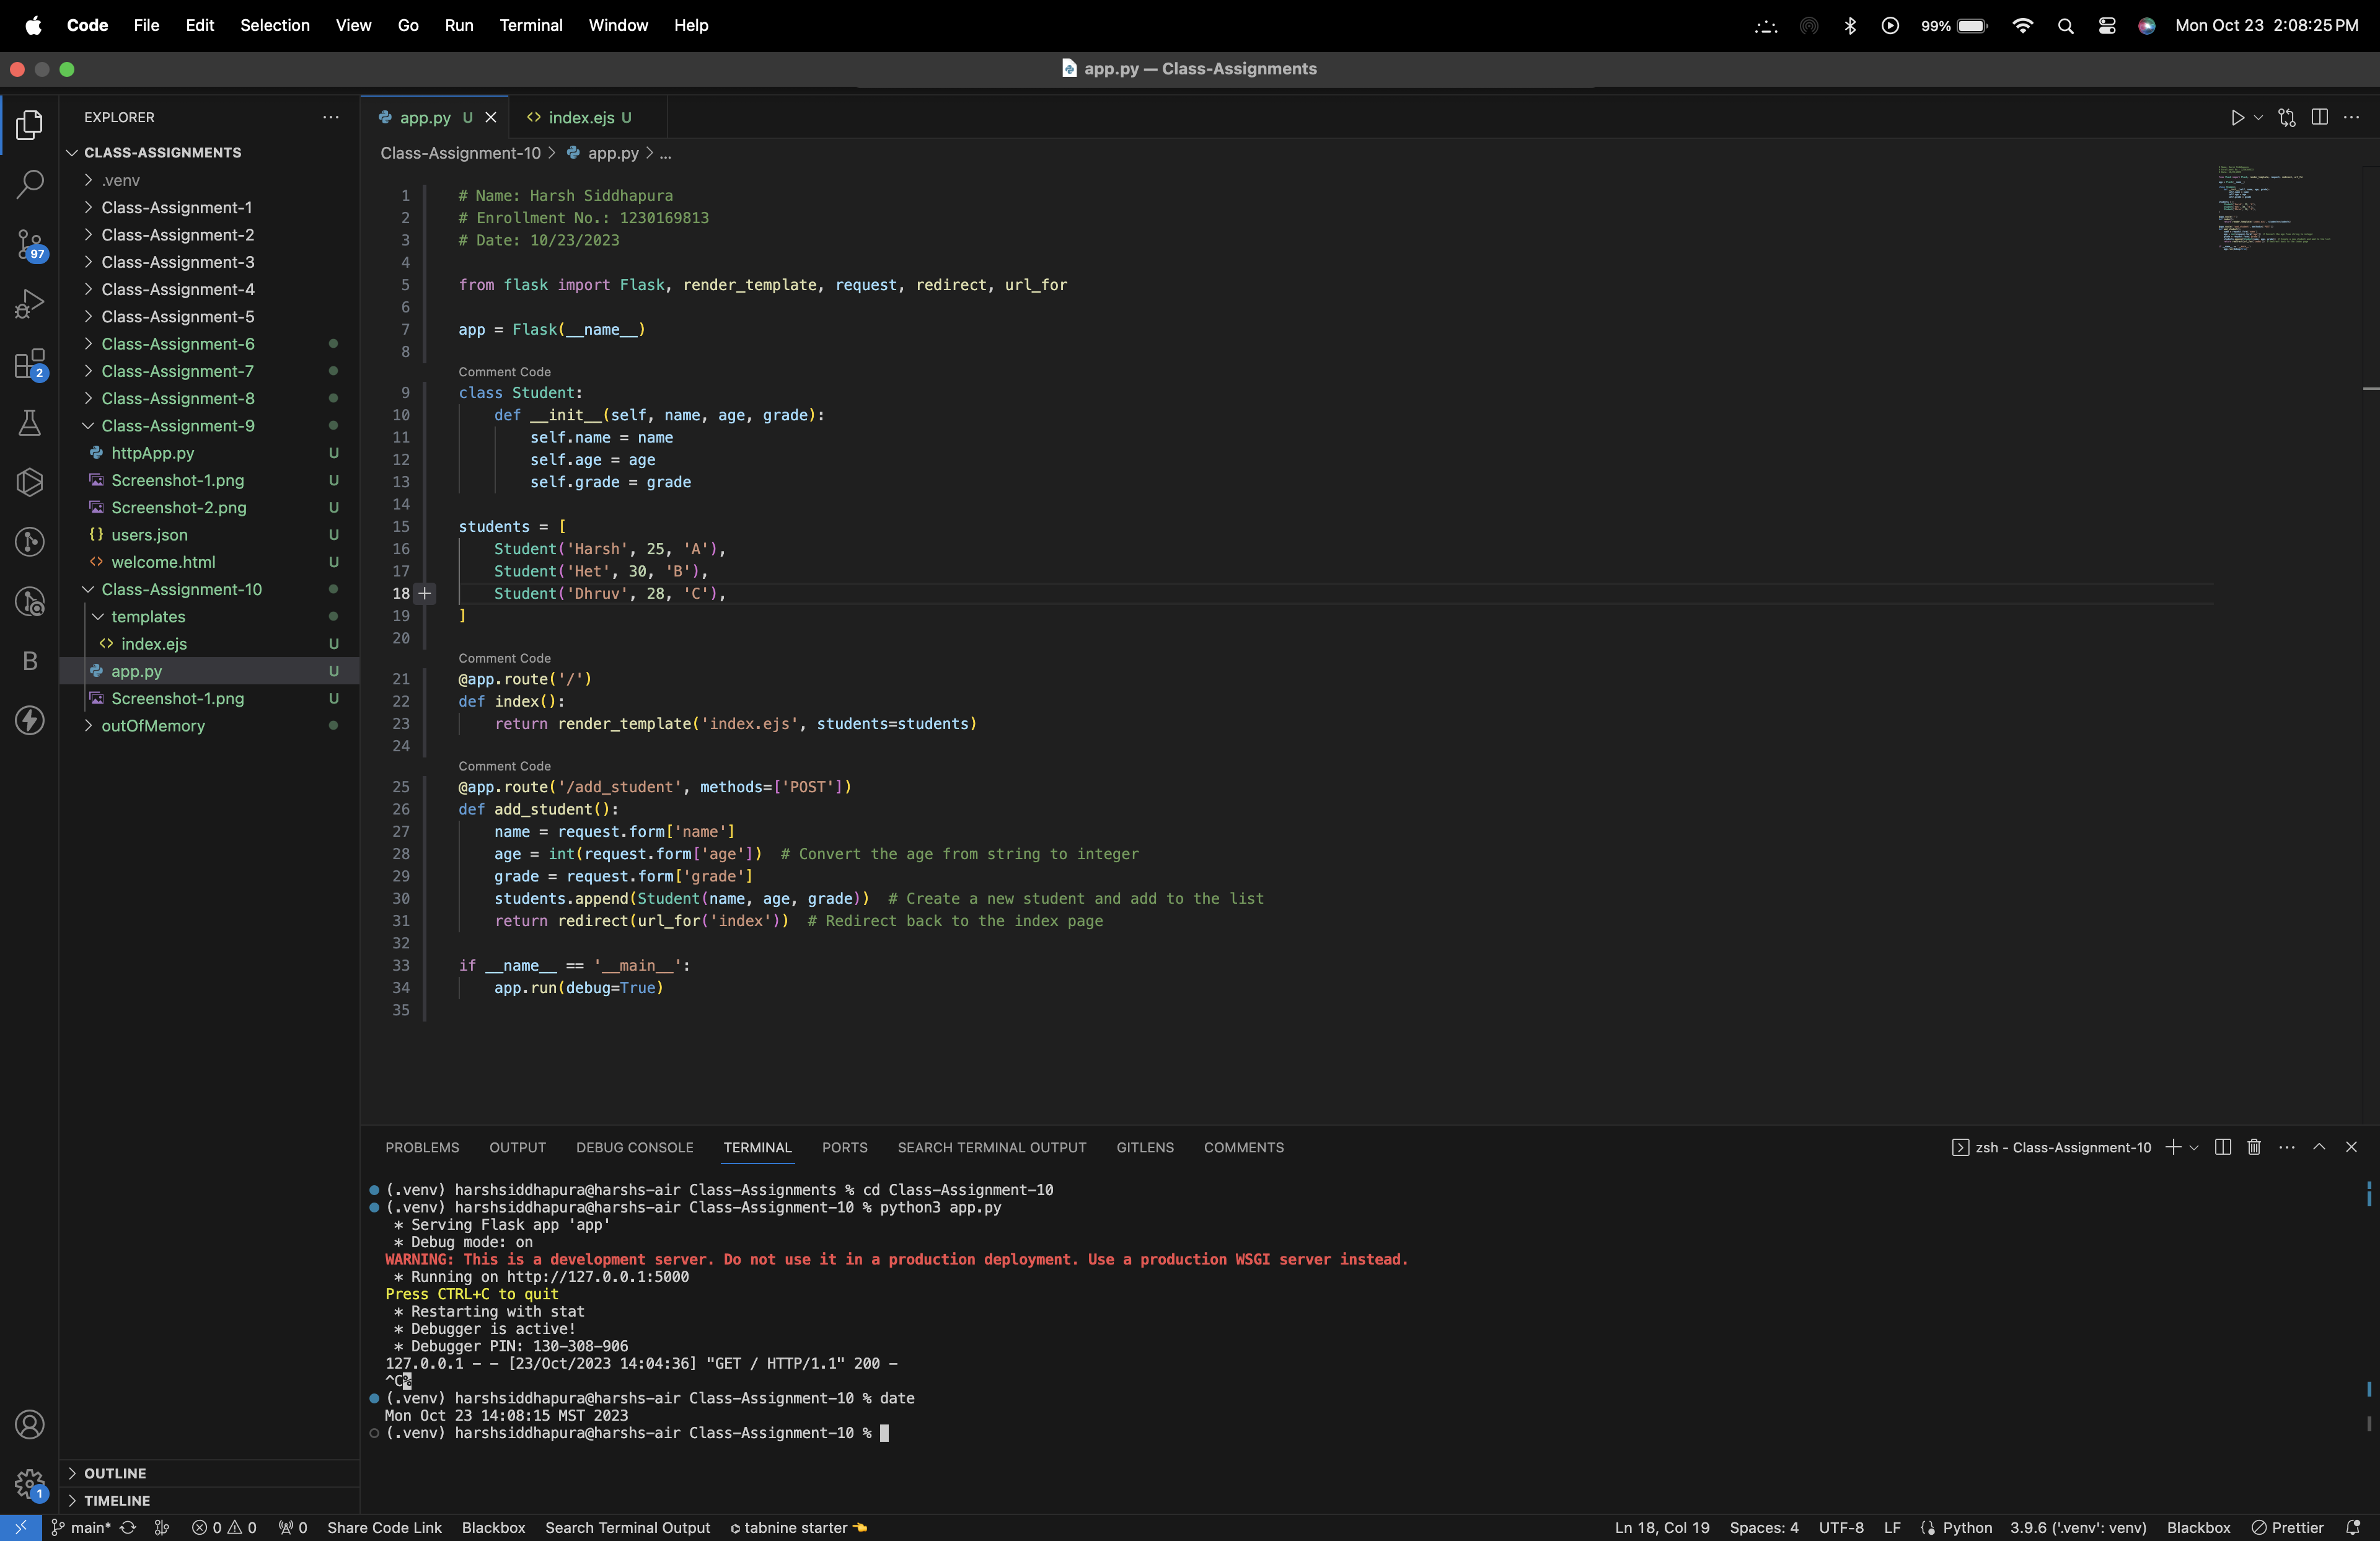 Code File Edit Selection View Go Run Terminal Window Help 99% Mon Oct 23 2:08:25 PM
app.py — Class-Assignments
EXPLORER
CLASS-ASSIGNMENTS
.venv
Class-Assignment-1
Class-Assignment-2
Class-Assignment-3
Class-Assignment-4
Class-Assignment-5
Class-Assignment-6
Class-Assignment-7
Class-Assignment-8
Class-Assignment-9
httpApp.py U
Screenshot-1.png U
Screenshot-2.png U
users.json U
welcome.html U
Class-Assignment-10
templates
index.ejs U
app.py U
Screenshot-1.png U
outOfMemory
OUTLINE
TIMELINE
97
2
B
1
app.py U index.ejs U
Class-Assignment-10 > app.py > ...
1 # Name: Harsh Siddhapura
2 # Enrollment No.: 1230169813
3 # Date: 10/23/2023
4
5 from flask import Flask, render_template, request, redirect, url_for
6
7 app = Flask(__name__)
8
Comment Code
9 class Student:
10 def __init__(self, name, age, grade):
11 self.name = name
12 self.age = age
13 self.grade = grade
14
15 students = [
16 Student('Harsh', 25, 'A'),
17 Student('Het', 30, 'B'),
18 Student('Dhruv', 28, 'C'),
19 ]
20
Comment Code
21 @app.route('/')
22 def index():
23 return render_template('index.ejs', students=students)
24
Comment Code
25 @app.route('/add_student', methods=['POST'])
26 def add_student():
27 name = request.form['name']
28 age = int(request.form['age']) # Convert the age from string to integer
29 grade = request.form['grade']
30 students.append(Student(name, age, grade)) # Create a new student and add to the list
31 return redirect(url_for('index')) # Redirect back to the index page
32
33 if __name__ == '__main__':
34 app.run(debug=True)
35
PROBLEMS OUTPUT DEBUG CONSOLE TERMINAL PORTS SEARCH TERMINAL OUTPUT GITLENS COMMENTS zsh - Class-Assignment-10
(.venv) harshsiddhapura@harshs-air Class-Assignments % cd Class-Assignment-10
(.venv) harshsiddhapura@harshs-air Class-Assignment-10 % python3 app.py
* Serving Flask app 'app'
* Debug mode: on
WARNING: This is a development server. Do not use it in a production deployment. Use a production WSGI server instead.
* Running on http://127.0.0.1:5000
Press CTRL+C to quit
* Restarting with stat
* Debugger is active!
* Debugger PIN: 130-308-906
127.0.0.1 - - [23/Oct/2023 14:04:36] "GET / HTTP/1.1" 200 -
^C%
(.venv) harshsiddhapura@harshs-air Class-Assignment-10 % date
Mon Oct 23 14:08:15 MST 2023
(.venv) harshsiddhapura@harshs-air Class-Assignment-10 %
main* 0 0 0 Share Code Link Blackbox Search Terminal Output tabnine starter Ln 18, Col 19 Spaces: 4 UTF-8 LF Python 3.9.6 ('.venv': venv) Blackbox Prettier